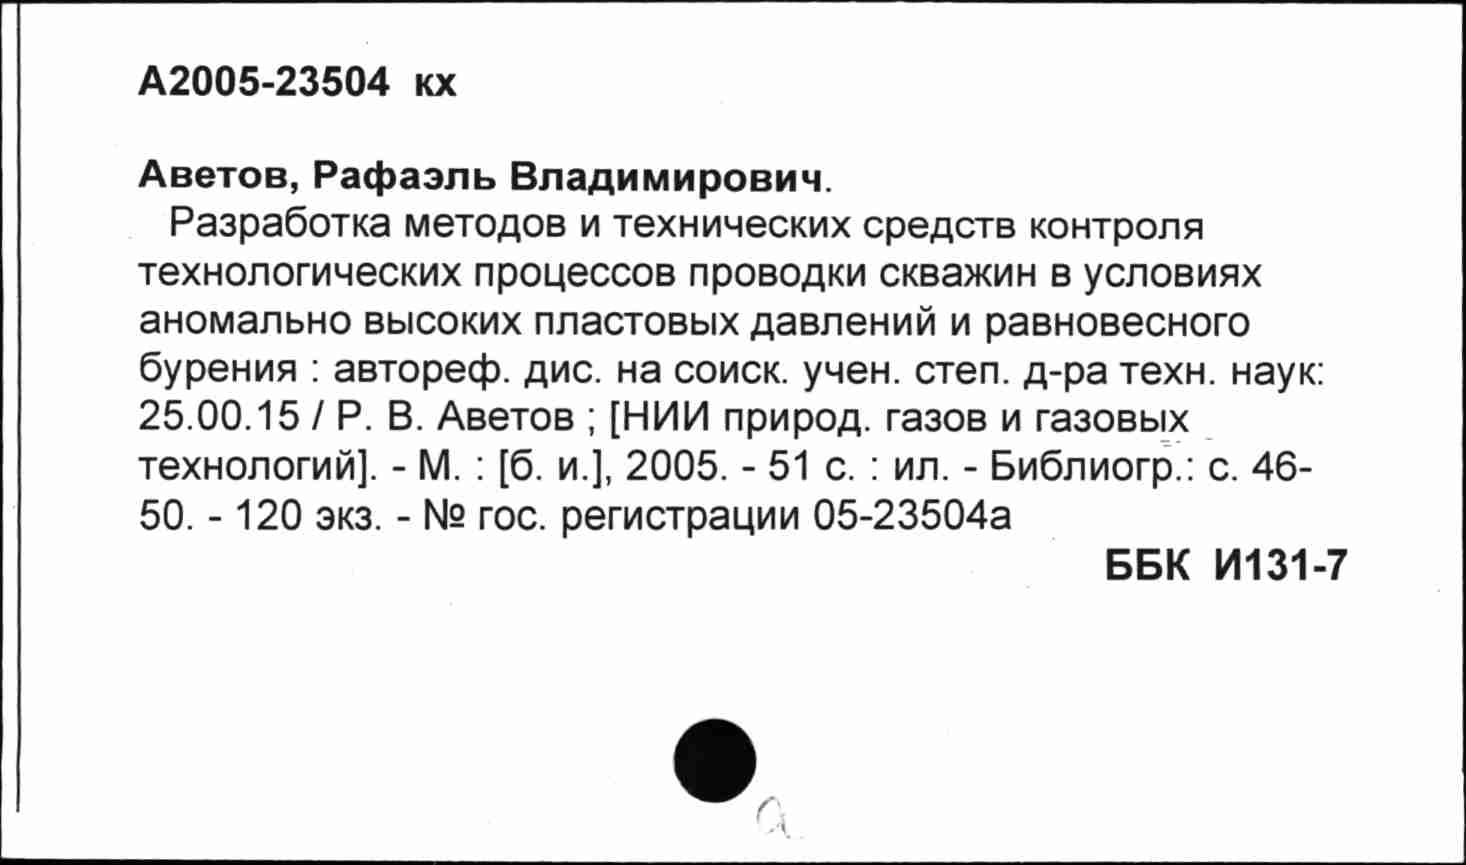 А2005-23504 кх
Аветов, Рафаэль Владимирович.
Разработка методов и технических средств контроля
технологических процессов проводки скважин в условиях
аномально высоких пластовых давлений и равновесного
бурения : автореф. дис. на соиск. учен. степ. д-ра техн. наук:
25.00.15 / Р. В. Аветов ; [НИИ природ. газов и газовых
технологий]. - М. : [б. и.], 2005. - 51 с. : ил. - Библиогр.: с. 46-
50. - 120 экз. - № гос. регистрации 05-23504а
ББК И131-7